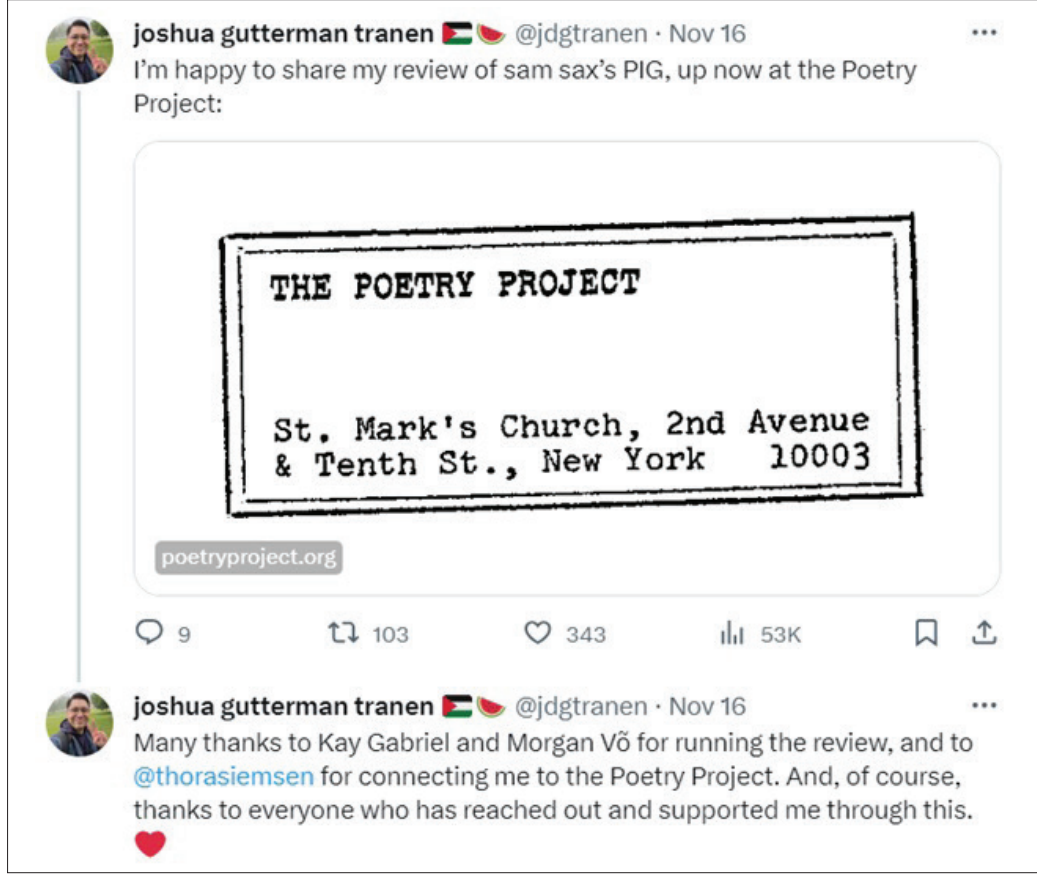 joshua gutterman tranen 🇵🇸🍉 @jdgtranen · Nov 16
I’m happy to share my review of sam sax’s PIG, up now at the Poetry
Project:
THE POETRY PROJECT
St. Mark's Church, 2nd Avenue
& Tenth St., New York 10003
poetryproject.org
9 103 343 53K
joshua gutterman tranen 🇵🇸🍉 @jdgtranen · Nov 16
Many thanks to Kay Gabriel and Morgan Võ for running the review, and to
@thorasiemsen for connecting me to the Poetry Project. And, of course,
thanks to everyone who has reached out and supported me through this.
❤️